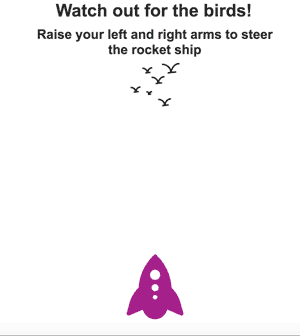 Watch out for the birds!
Raise your left and right arms to steer
the rocket ship